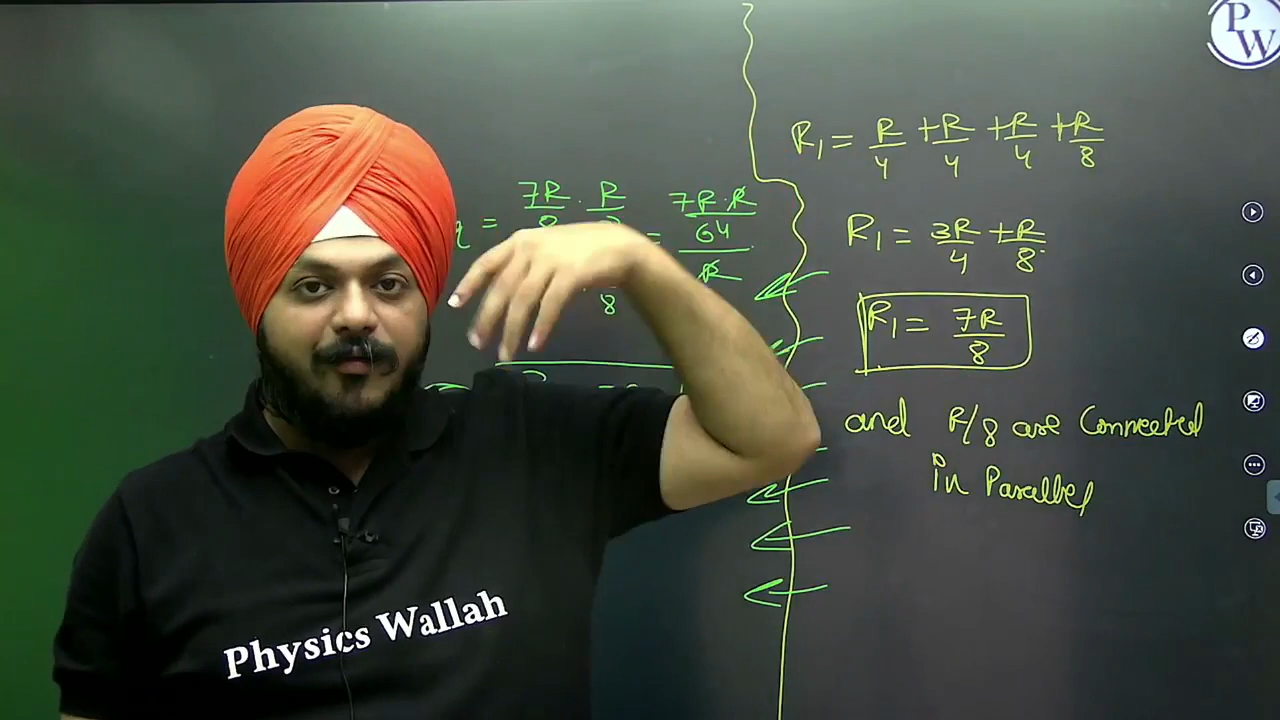 PW
R₁ = R/4 + R/4 + R/4 + R/8
R₁ = 3R/4 + R/8
R₁ = 7R/8
and R/8 are Connected
in Parallel
= 7R/8 · R/ = 7R·R/64 / R
8
Physics Wallah